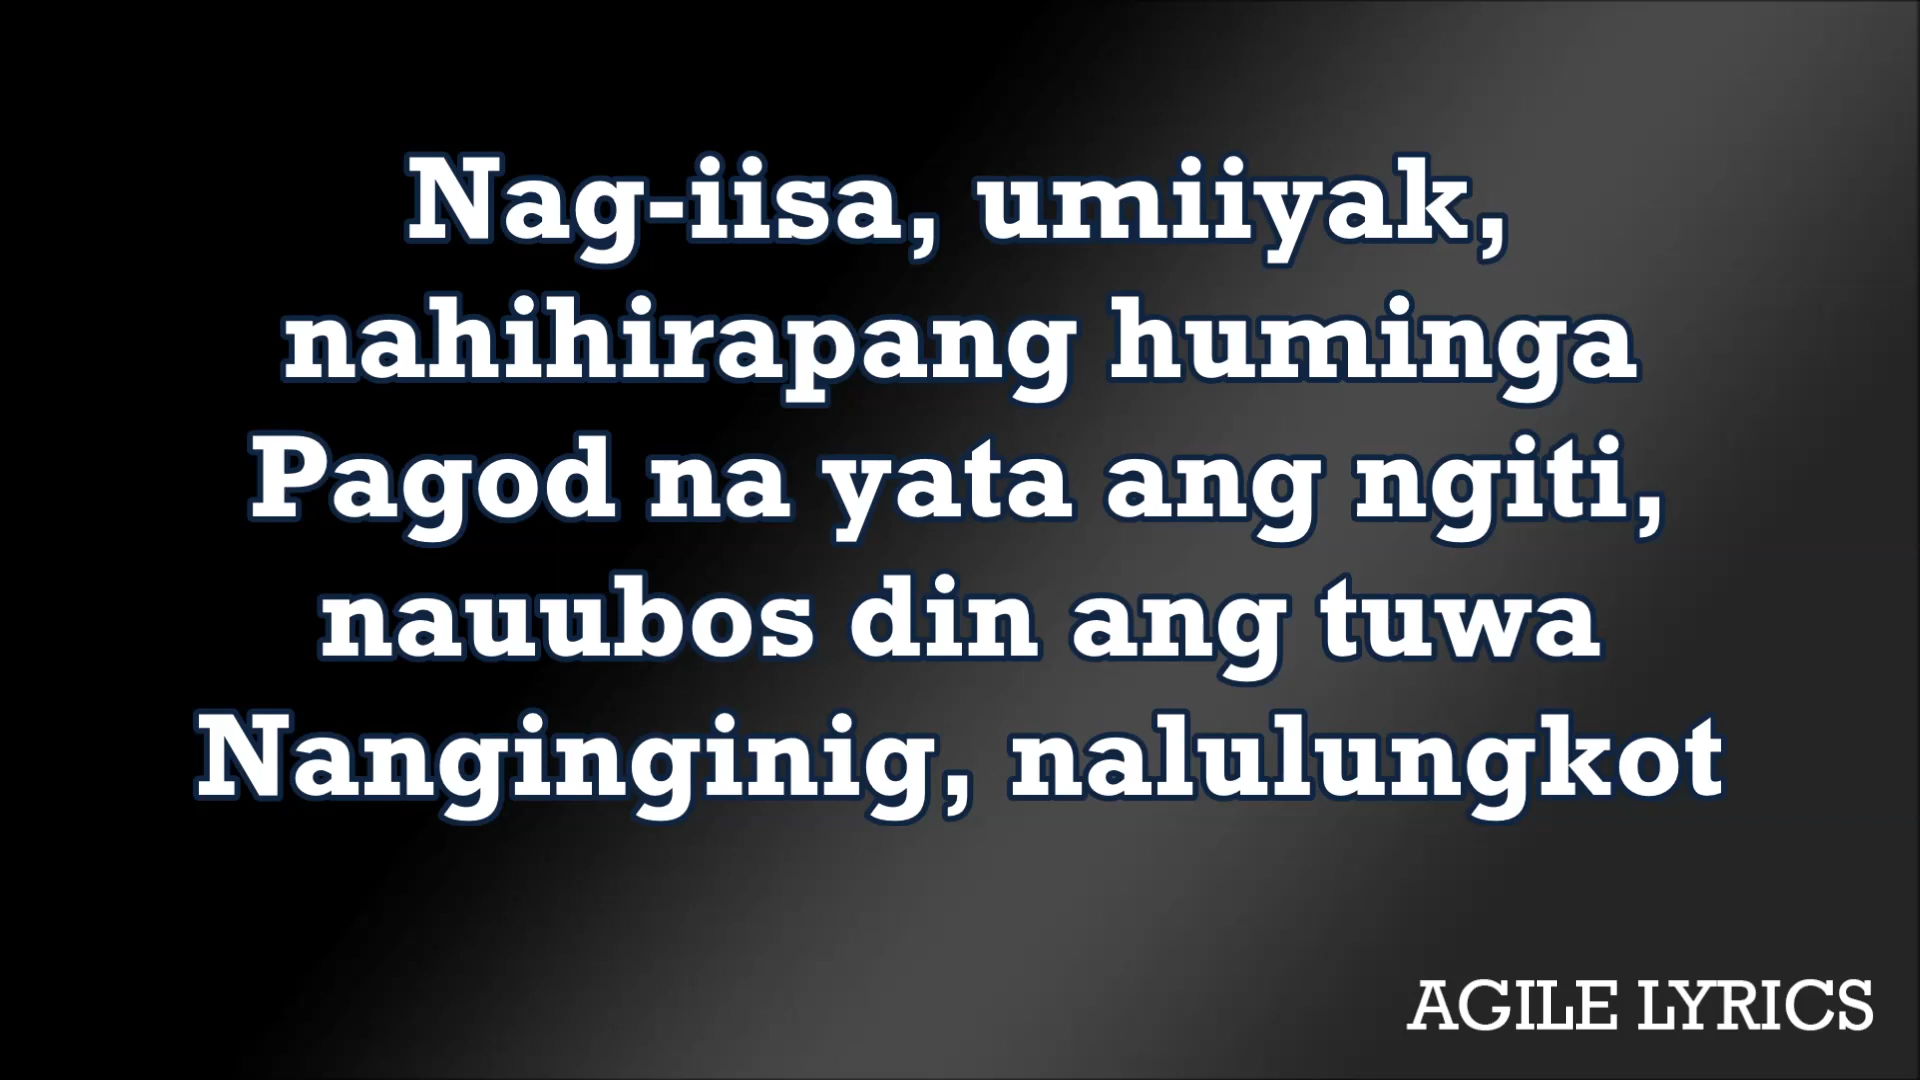 Nag-iisa, umiiyak,
nahihirapang huminga
Pagod na yata ang ngiti,
nauubos din ang tuwa
Nanginginig, nalulungkot
AGILE LYRICS